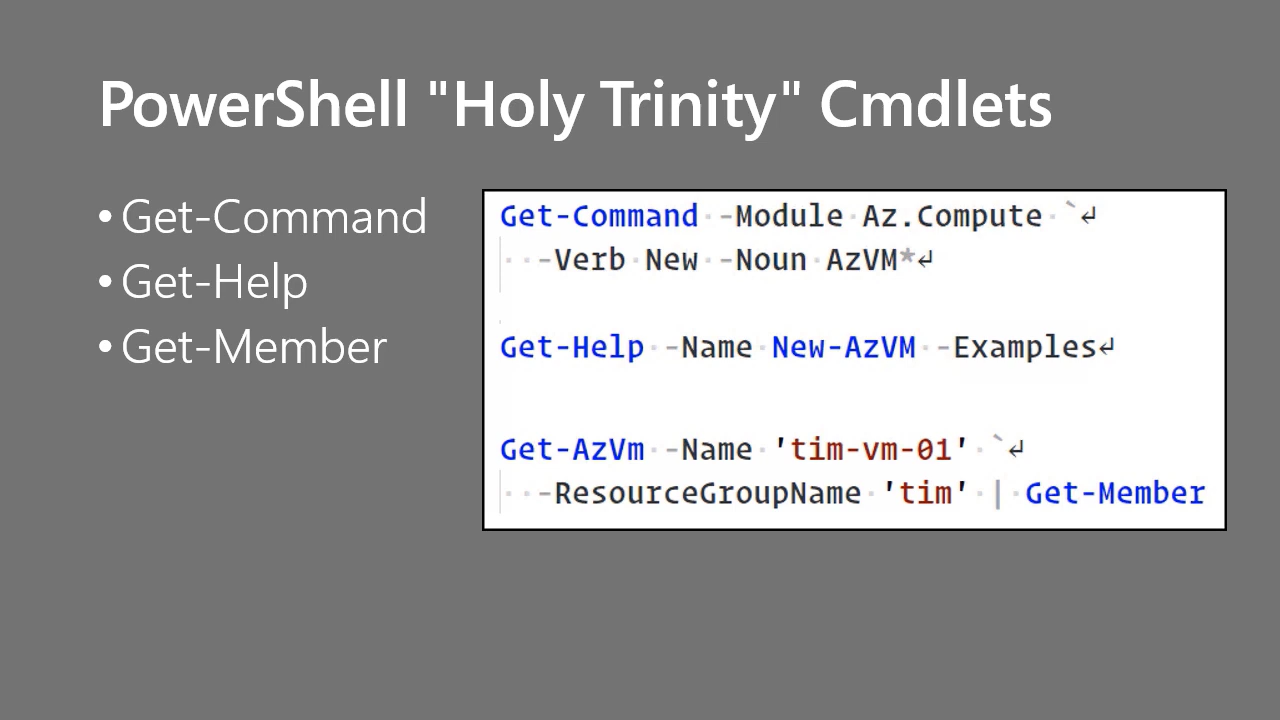 PowerShell "Holy Trinity" Cmdlets
• Get-Command
• Get-Help
• Get-Member
Get-Command -Module Az.Compute `
-Verb New -Noun AzVM*
Get-Help -Name New-AzVM -Examples
Get-AzVm -Name 'tim-vm-01' `
-ResourceGroupName 'tim' | Get-Member